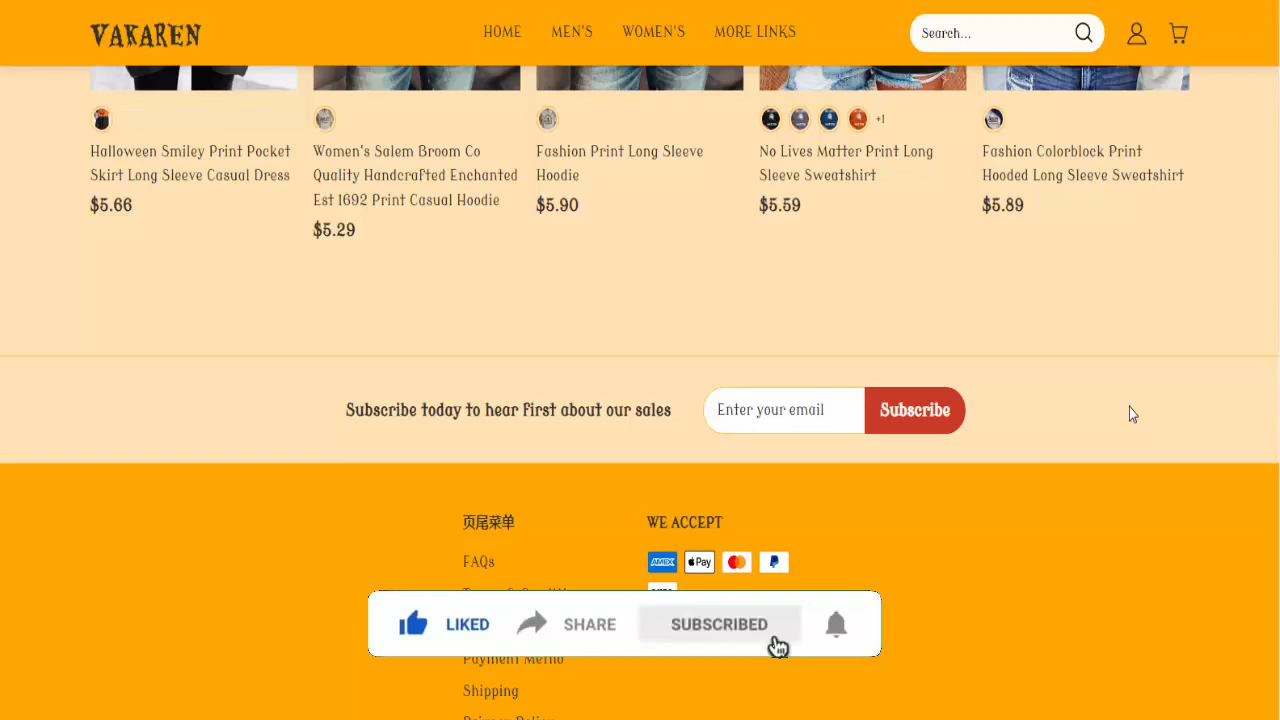 VAKAREN
HOME MEN'S WOMEN'S MORE LINKS
Search...
+1
Halloween Smiley Print Pocket
Skirt Long Sleeve Casual Dress
$5.66
Women's Salem Broom Co
Quality Handcrafted Enchanted
Est 1692 Print Casual Hoodie
$5.29
Fashion Print Long Sleeve
Hoodie
$5.90
No Lives Matter Print Long
Sleeve Sweatshirt
$5.59
Fashion Colorblock Print
Hooded Long Sleeve Sweatshirt
$5.89
Subscribe today to hear first about our sales
Enter your email
Subscribe
页尾菜单
FAQs
WE ACCEPT
AMEX
Pay
LIKED SHARE SUBSCRIBED
Shipping